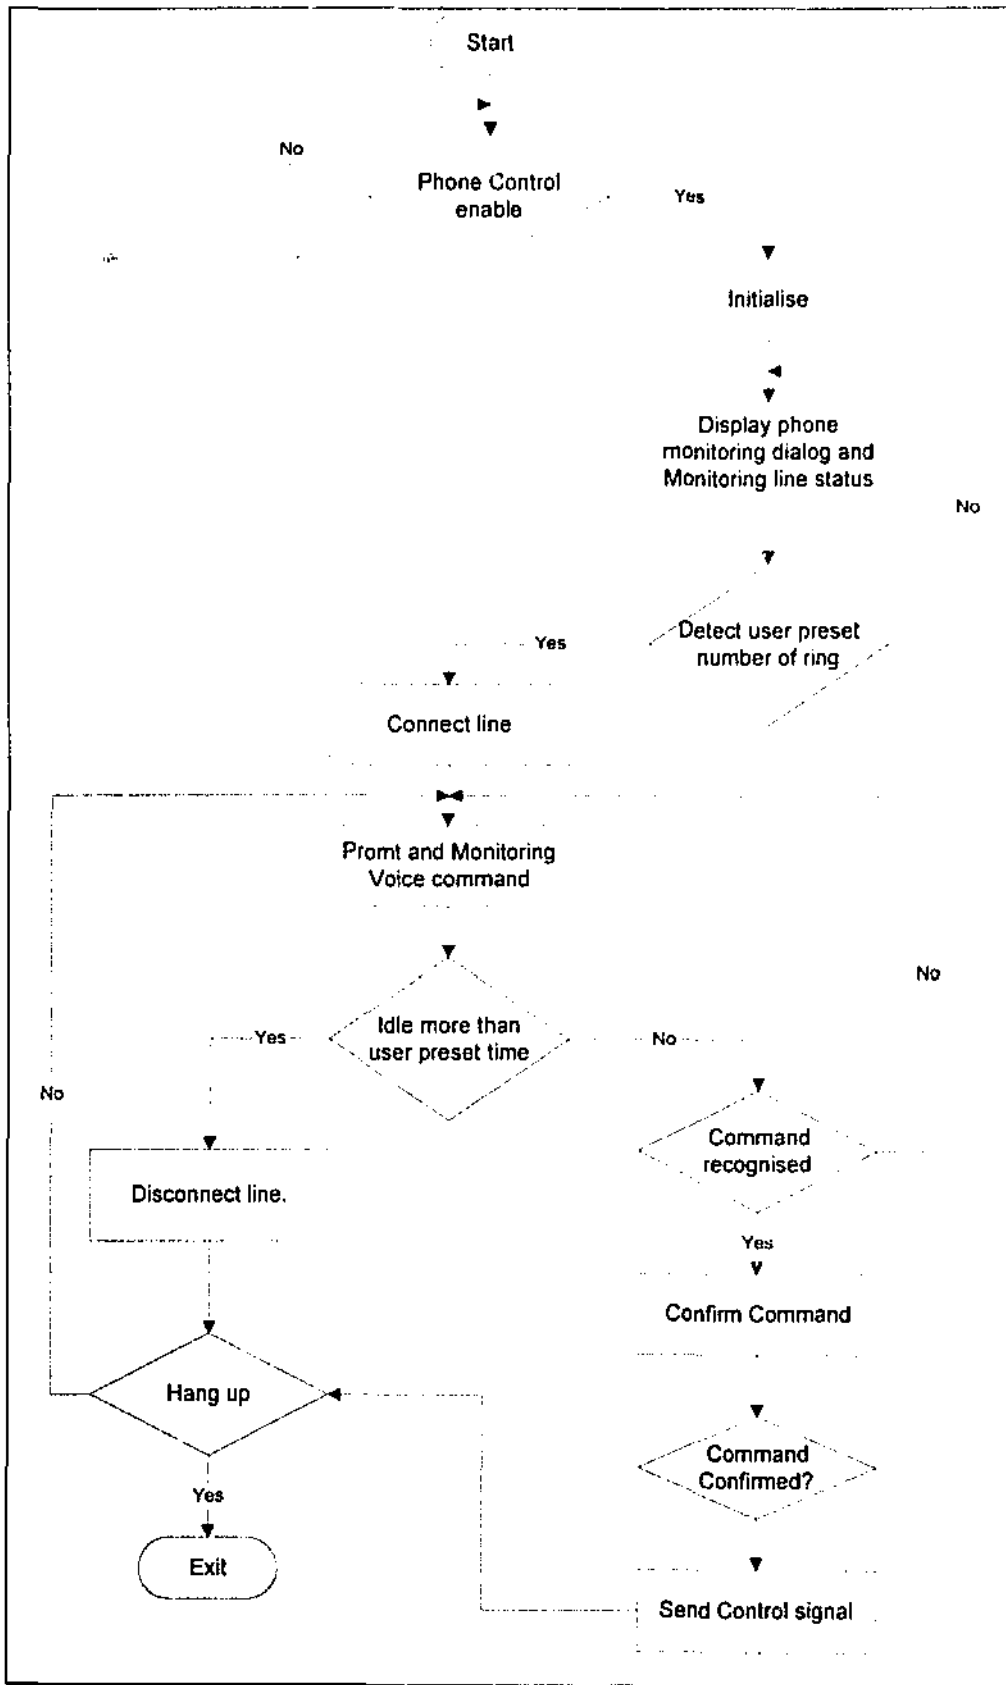 Start
No
Phone Control
enable
Yes
Initialise
Display phone
monitoring dialog and
Monitoring line status
No
Detect user preset
number of ring
Yes
Connect line
Promt and Monitoring
Voice command
No
Idle more than
user preset time
Yes
No
No
Command
recognised
Disconnect line.
Yes
Confirm Command
Hang up
Command
Confirmed?
Yes
Exit
Send Control signal